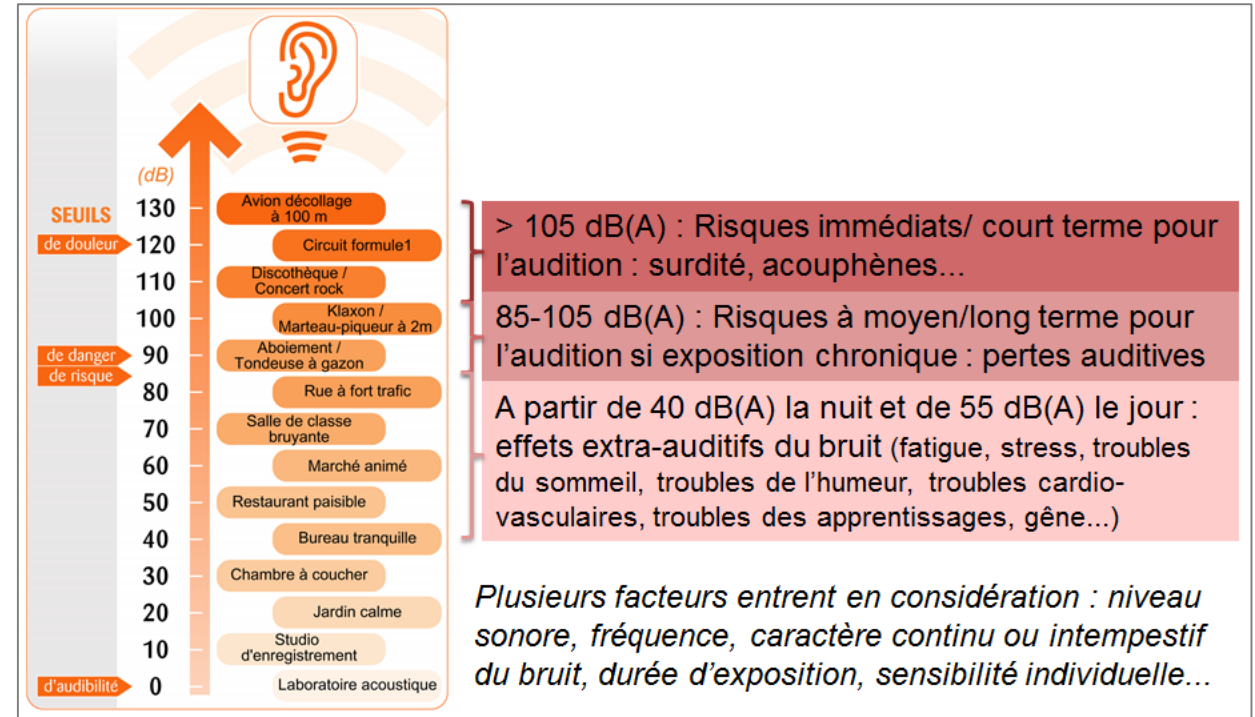 (dB)
SEUILS
130
Avion décollage
à 100 m
de douleur
120
Circuit formule1
110
Discothèque /
Concert rock
100
Klaxon /
Marteau-piqueur à 2m
de danger
90
Aboiement /
Tondeuse à gazon
de risque
80
Rue à fort trafic
70
Salle de classe
bruyante
60
Marché animé
50
Restaurant paisible
40
Bureau tranquille
30
Chambre à coucher
20
Jardin calme
10
Studio
d'enregistrement
d'audibilité
0
Laboratoire acoustique
> 105 dB(A) : Risques immédiats/ court terme pour
l’audition : surdité, acouphènes...
85-105 dB(A) : Risques à moyen/long terme pour
l’audition si exposition chronique : pertes auditives
A partir de 40 dB(A) la nuit et de 55 dB(A) le jour :
effets extra-auditifs du bruit (fatigue, stress, troubles
du sommeil, troubles de l’humeur, troubles cardio-
vasculaires, troubles des apprentissages, gêne...)
Plusieurs facteurs entrent en considération : niveau
sonore, fréquence, caractère continu ou intempestif
du bruit, durée d’exposition, sensibilité individuelle...